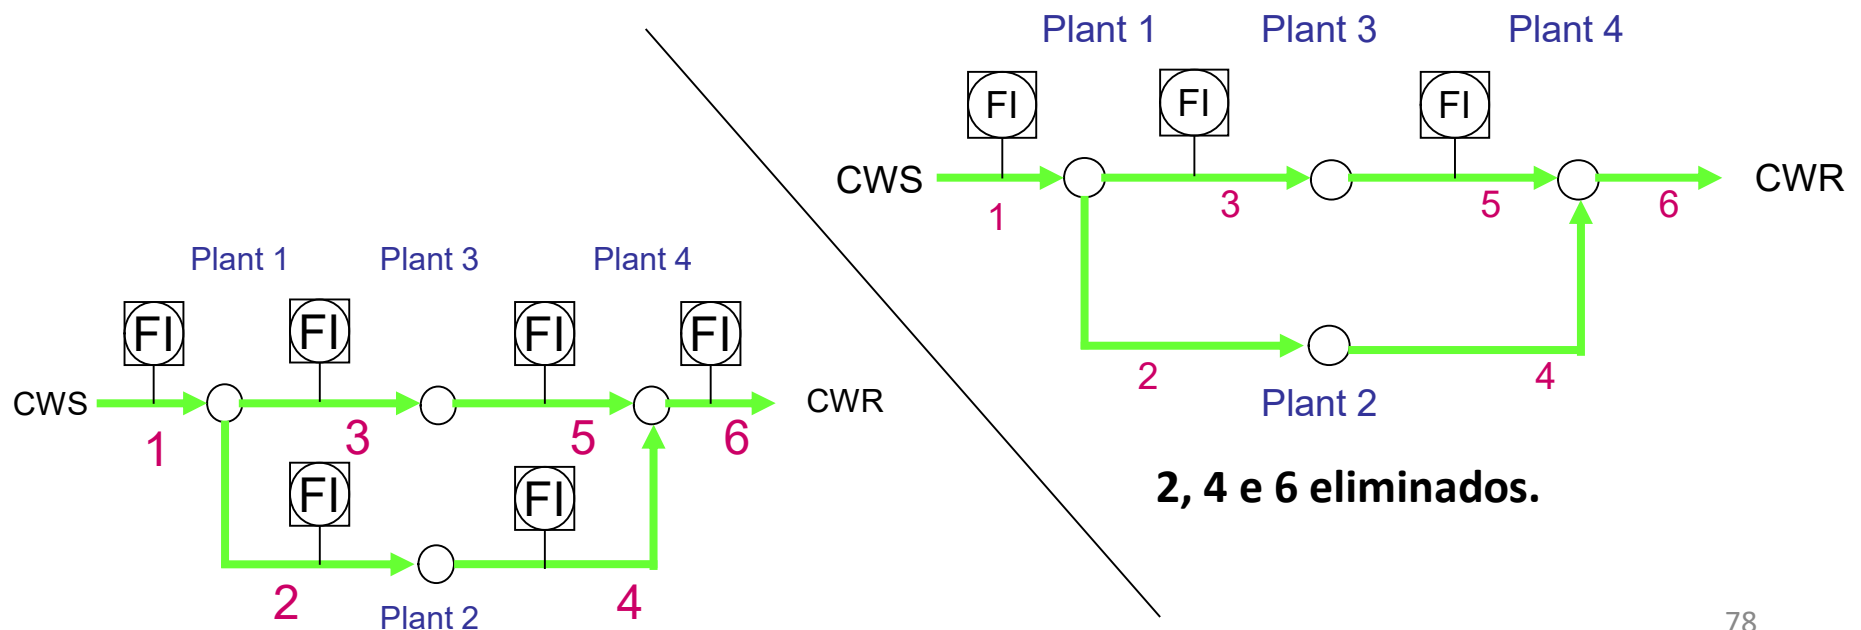 Plant 1 Plant 3 Plant 4
FI FI FI FI
CWS CWR
1 3 5 6
FI FI
2 4
Plant 2
Plant 1 Plant 3 Plant 4
FI FI FI
CWS CWR
1 3 5 6
2 4
Plant 2
2, 4 e 6 eliminados.
78